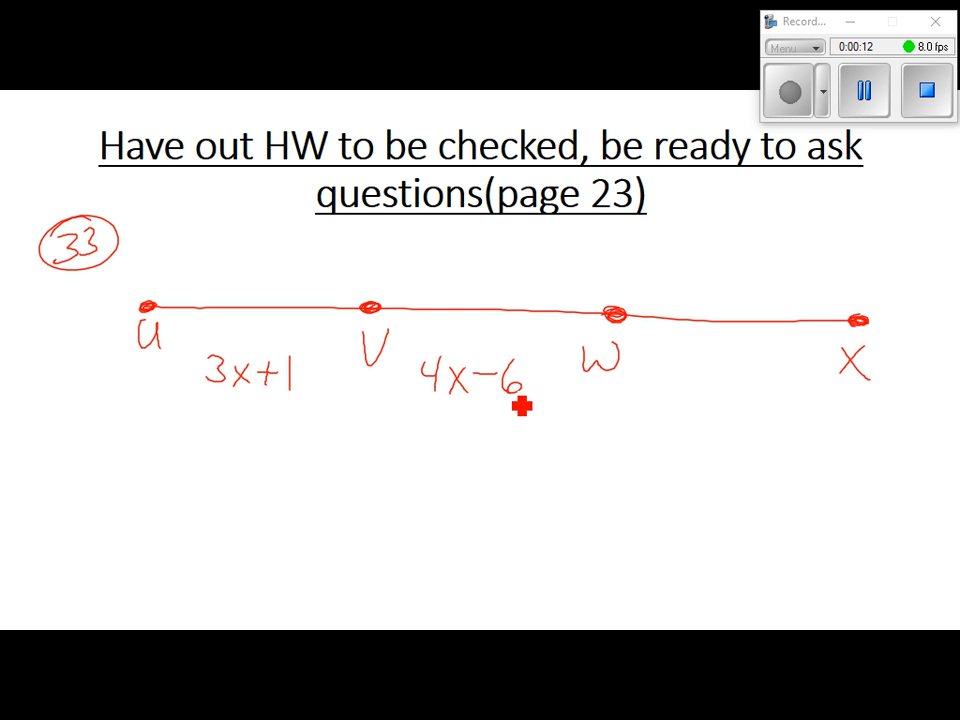 Record...
Menu
0:00:12
8.0 fps
Have out HW to be checked, be ready to ask
questions(page 23)
33
U
V
W
X
3x+1
4x-6